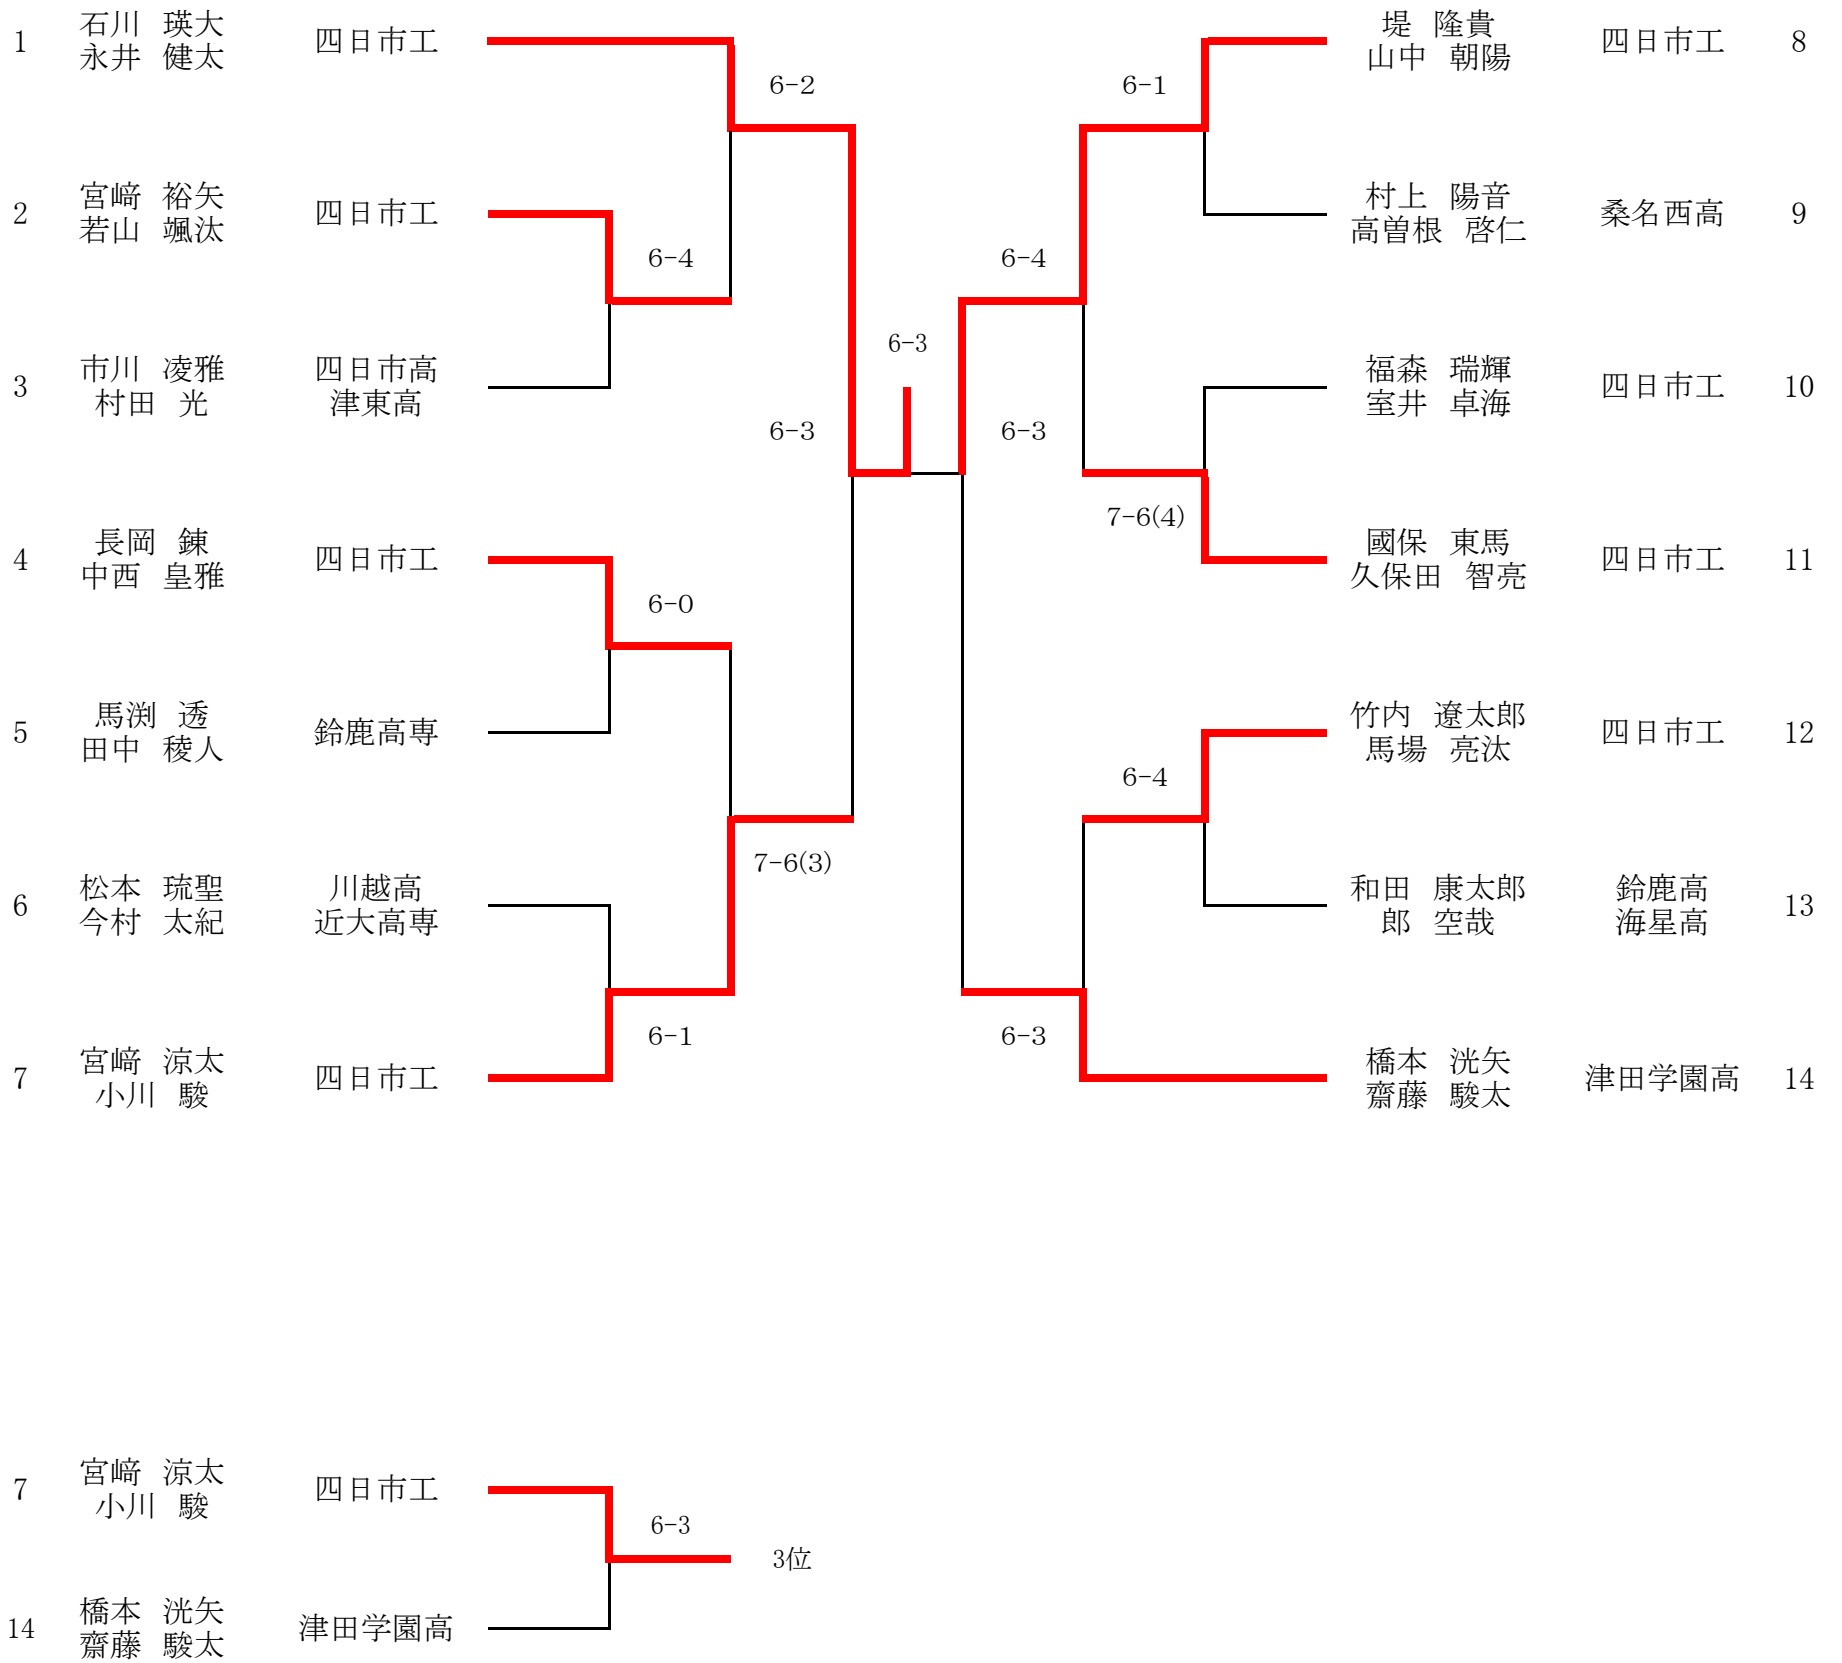 1 石川 瑛大 永井 健太 四日市工
6-2
2 宮﨑 裕矢 若山 颯汰 四日市工
6-4
3 市川 凌雅 村田 光 四日市高 津東高
6-3
4 長岡 錬 中西 皇雅 四日市工
6-0
5 馬渕 透 田中 稜人 鈴鹿高専
7-6(3)
6 松本 琉聖 今村 太紀 川越高 近大高専
6-1
7 宮﨑 涼太 小川 駿 四日市工
6-3
堤 隆貴 山中 朝陽 四日市工 8
6-1
村上 陽音 高曽根 啓仁 桑名西高 9
6-4
福森 瑞輝 室井 卓海 四日市工 10
6-3
7-6(4)
國保 東馬 久保田 智亮 四日市工 11
竹内 遼太郎 馬場 亮汰 四日市工 12
6-4
和田 康太郎 郎 空哉 鈴鹿高 海星高 13
6-3
橋本 洸矢 齋藤 駿太 津田学園高 14
7 宮﨑 涼太 小川 駿 四日市工
6-3
3位
14 橋本 洸矢 齋藤 駿太 津田学園高